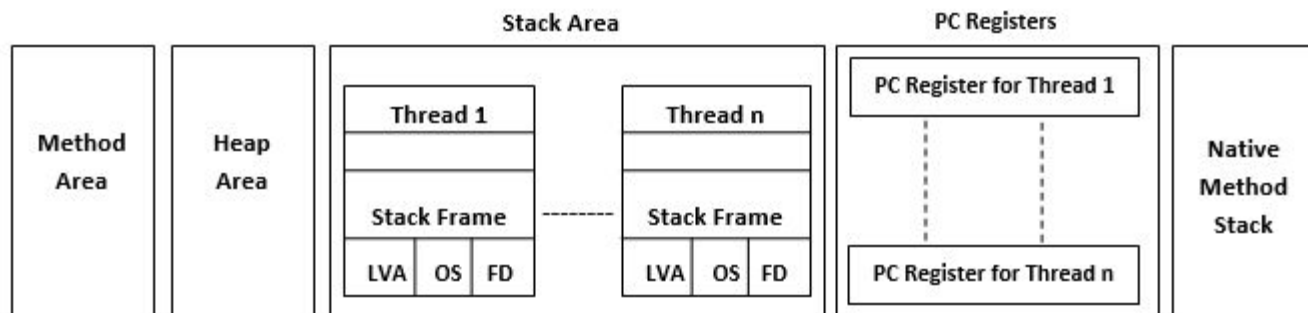 Stack Area
PC Registers
Method
Area
Heap
Area
Thread 1
Stack Frame
LVA OS FD
Thread n
Stack Frame
LVA OS FD
PC Register for Thread 1
PC Register for Thread n
Native
Method
Stack